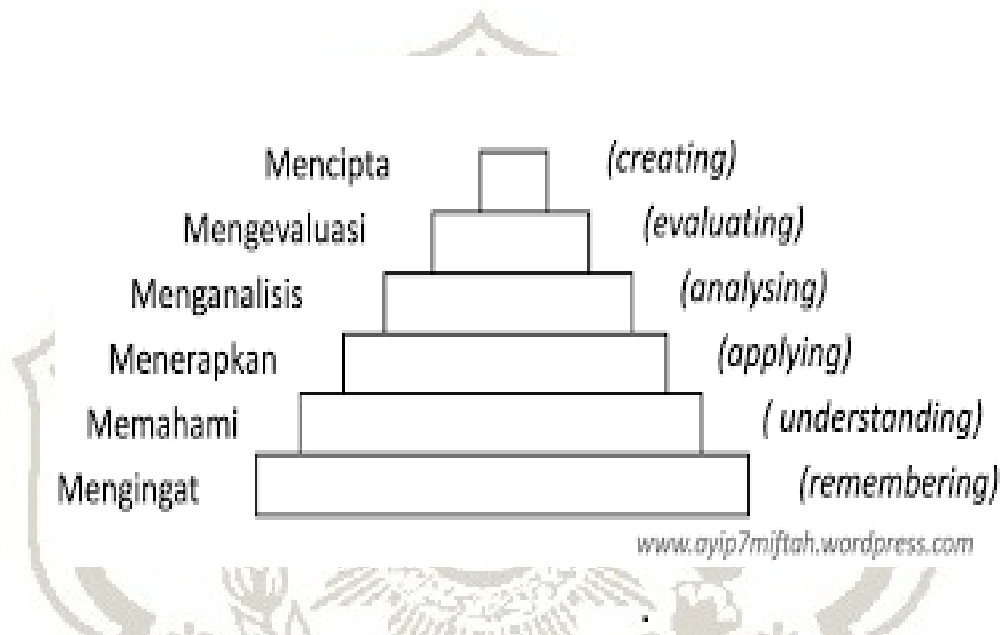 Mencipta (creating)
Mengevaluasi (evaluating)
Menganalisis (analysing)
Menerapkan (applying)
Memahami ( understanding)
Mengingat (remembering)
www.ayip7miftah.wordpress.com